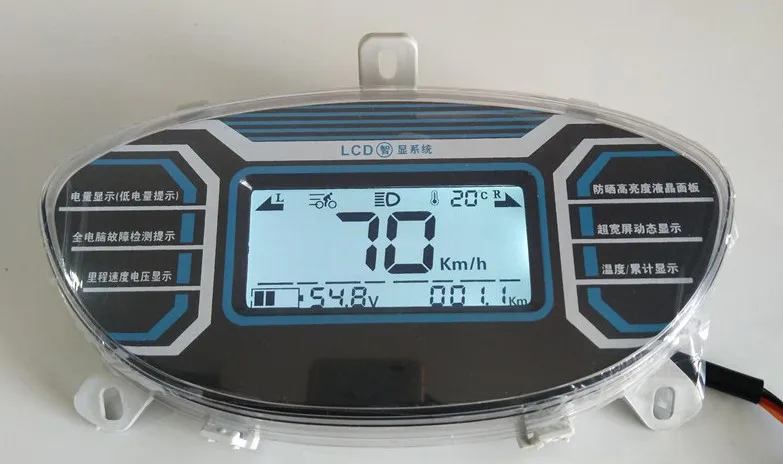 LCD智显系统
电量显示(低电量提示)
全电脑故障检测提示
里程速度电压显示
防晒高亮度液晶面板
超宽屏动态显示
温度/累计显示
L 20°C R
70 Km/h
54.8V 001.1 Km